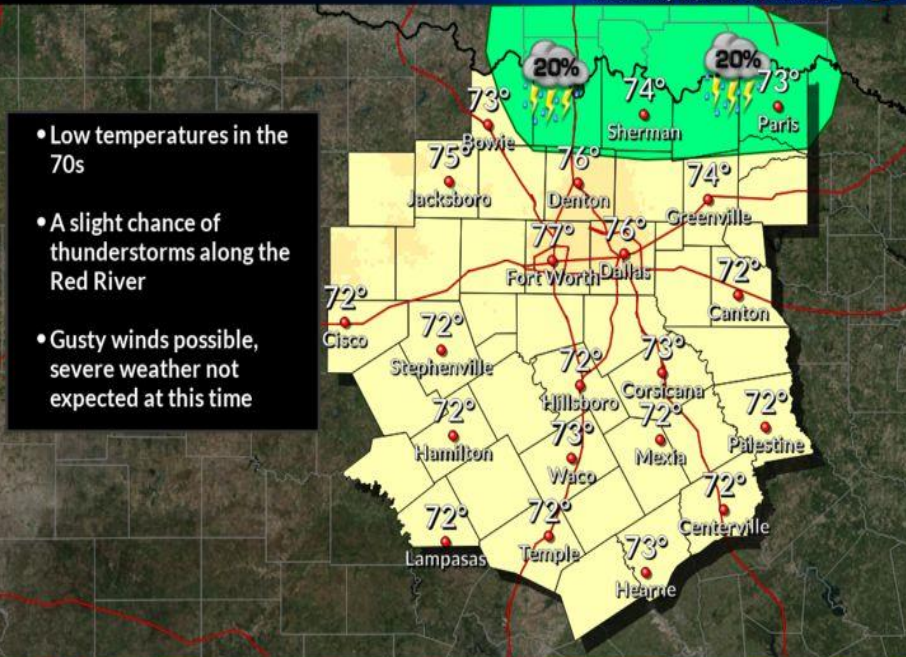 • Low temperatures in the
70s
• A slight chance of
thunderstorms along the
Red River
• Gusty winds possible,
severe weather not
expected at this time
20%
20%
73°
Bowie
74°
Sherman
73°
Paris
75°
Jacksboro
76°
Denton
74°
Greenville
77°
Fort Worth
76°
Dallas
72°
Canton
72°
Cisco
72°
Stephenville
72°
Hillsboro
73°
Corsicana
72°
Hamilton
73°
Waco
72°
Mexia
72°
Palestine
72°
Lampasas
72°
Temple
72°
Centerville
73°
Hearne